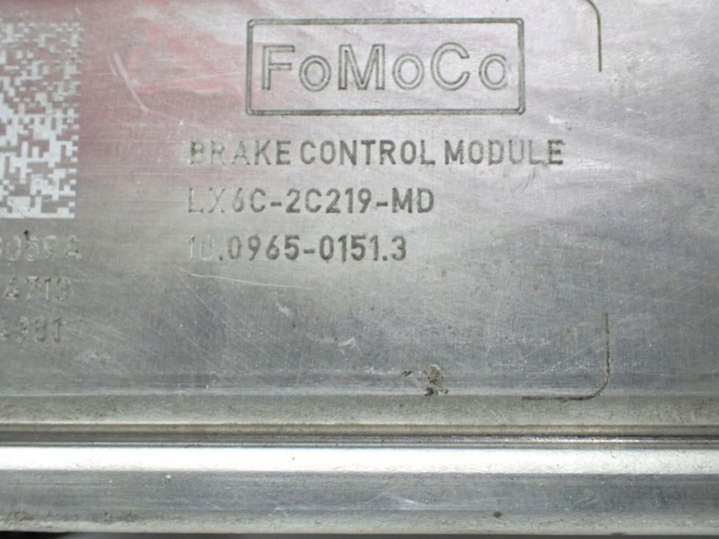 FoMoCo
BRAKE CONTROL MODULE
LX6C-2C219-MD
10.0965-0151.3